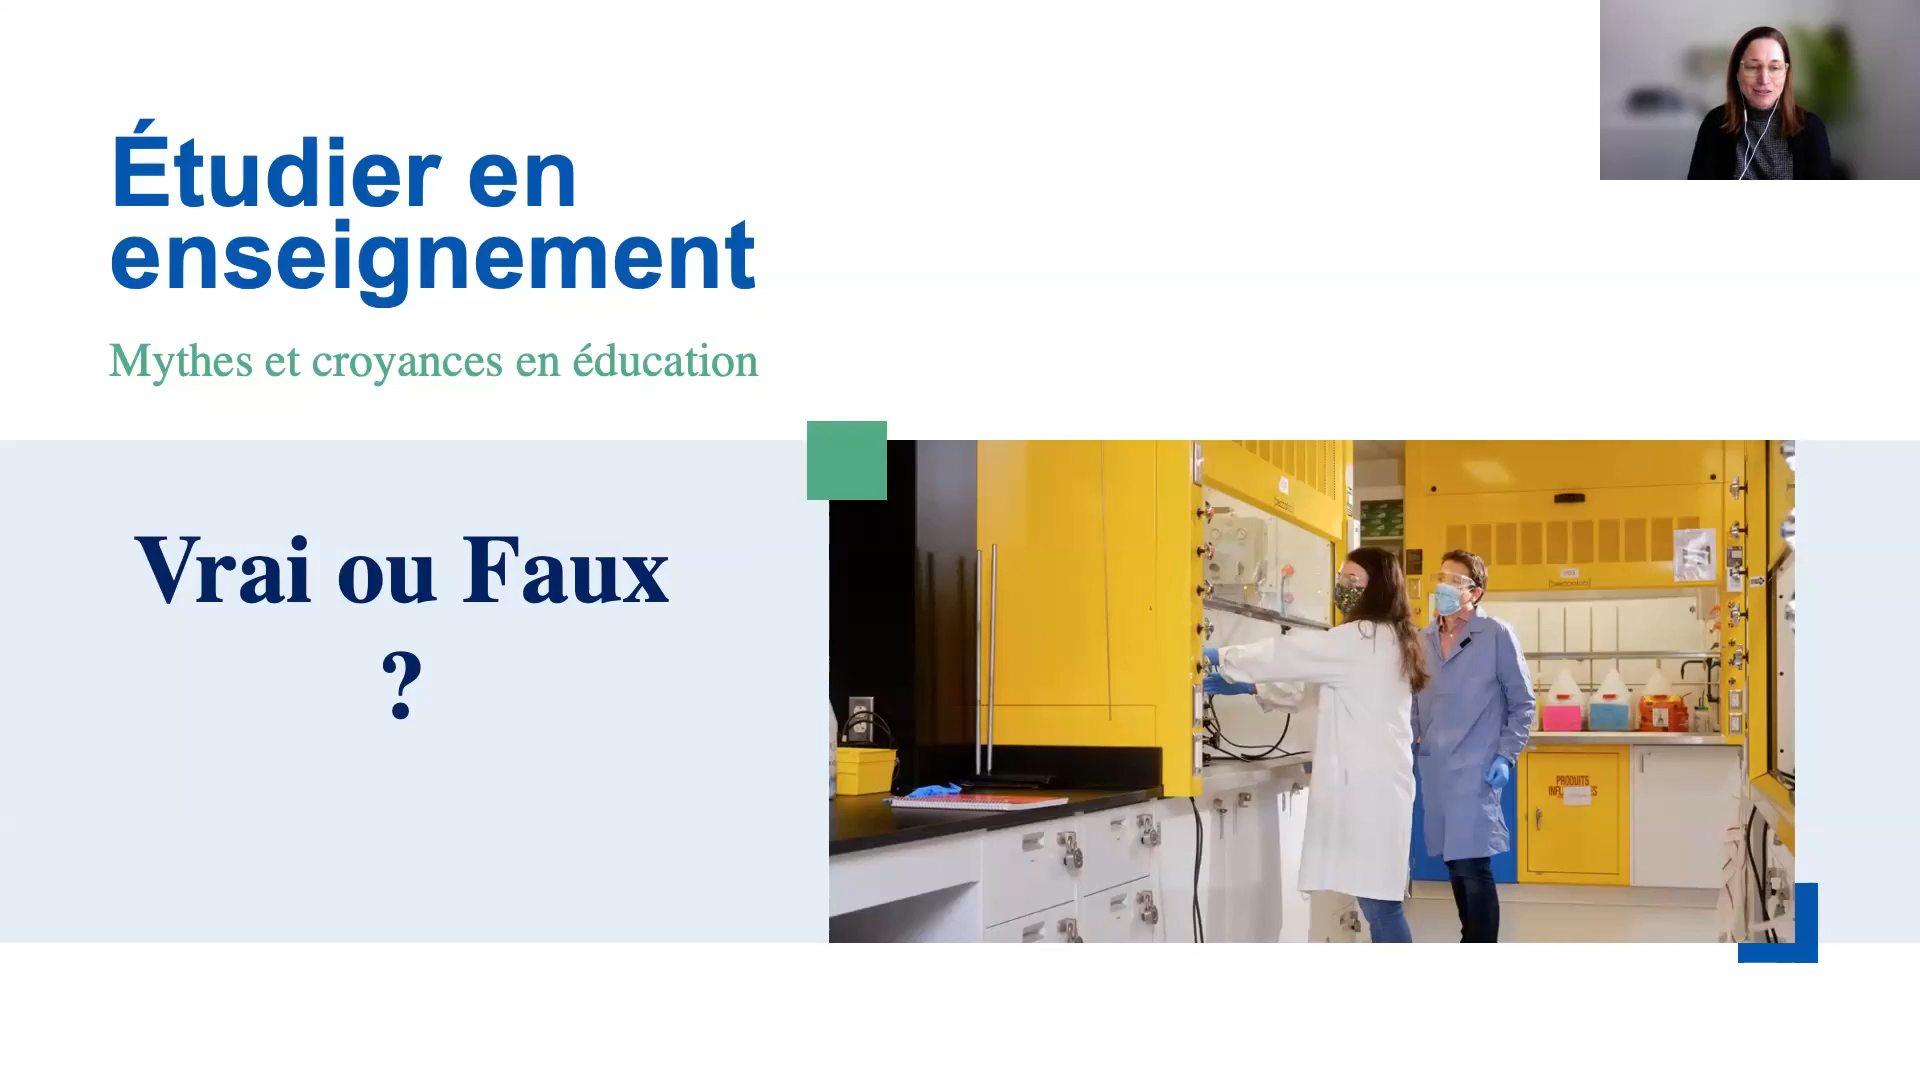 Étudier en
enseignement
Mythes et croyances en éducation
Vrai ou Faux
?
PRODUITS